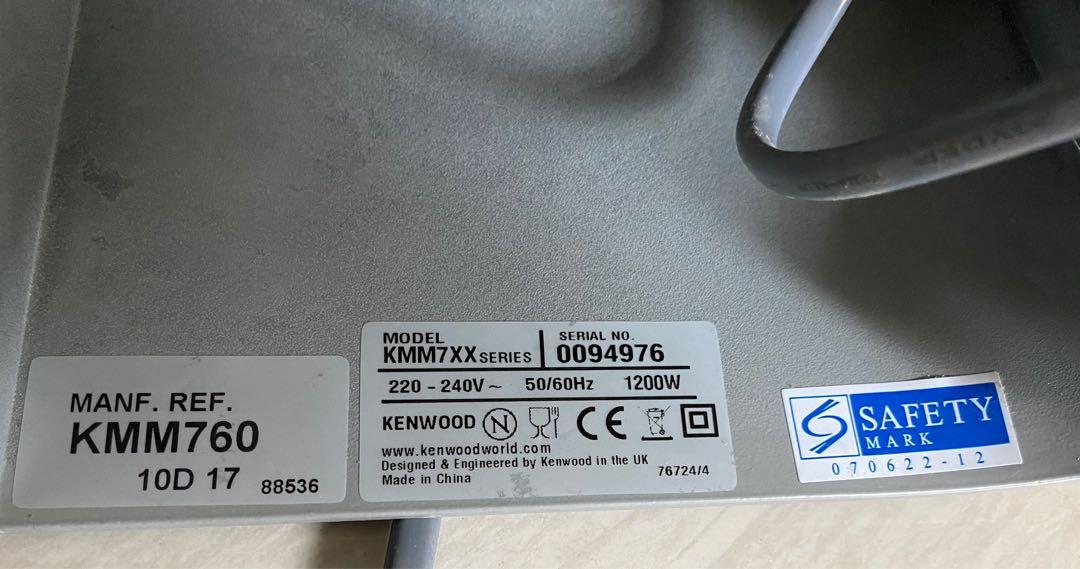 MANF. REF.
KMM760
10D 17 88536
MODEL
KMM7XX SERIES
SERIAL NO.
0094976
220 - 240V ~ 50/60Hz 1200W
KENWOOD N CE
www.kenwoodworld.com
Designed & Engineered by Kenwood in the UK
Made in China
76724/4
SAFETY
MARK
070622-12